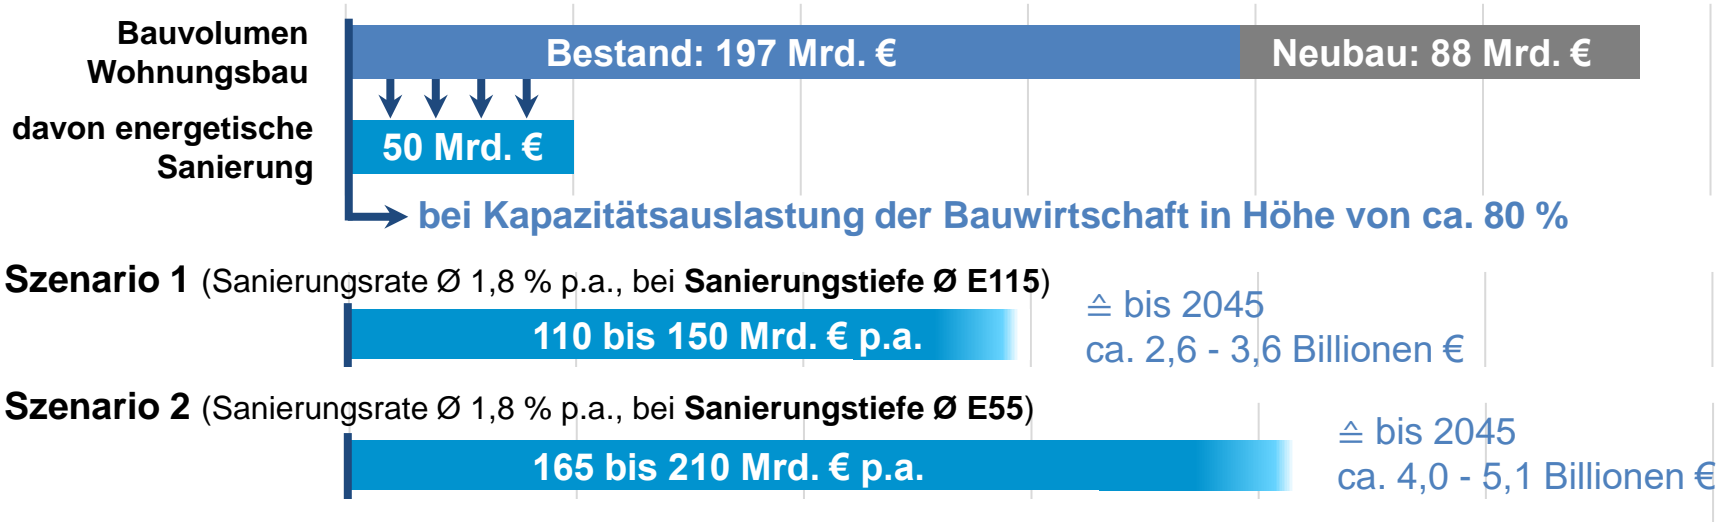 Bauvolumen
Wohnungsbau
Bestand: 197 Mrd. €
Neubau: 88 Mrd. €
davon energetische
Sanierung
50 Mrd. €
bei Kapazitätsauslastung der Bauwirtschaft in Höhe von ca. 80 %
Szenario 1 (Sanierungsrate Ø 1,8 % p.a., bei Sanierungstiefe Ø E115)
110 bis 150 Mrd. € p.a.
≙ bis 2045
ca. 2,6 - 3,6 Billionen €
Szenario 2 (Sanierungsrate Ø 1,8 % p.a., bei Sanierungstiefe Ø E55)
165 bis 210 Mrd. € p.a.
≙ bis 2045
ca. 4,0 - 5,1 Billionen €